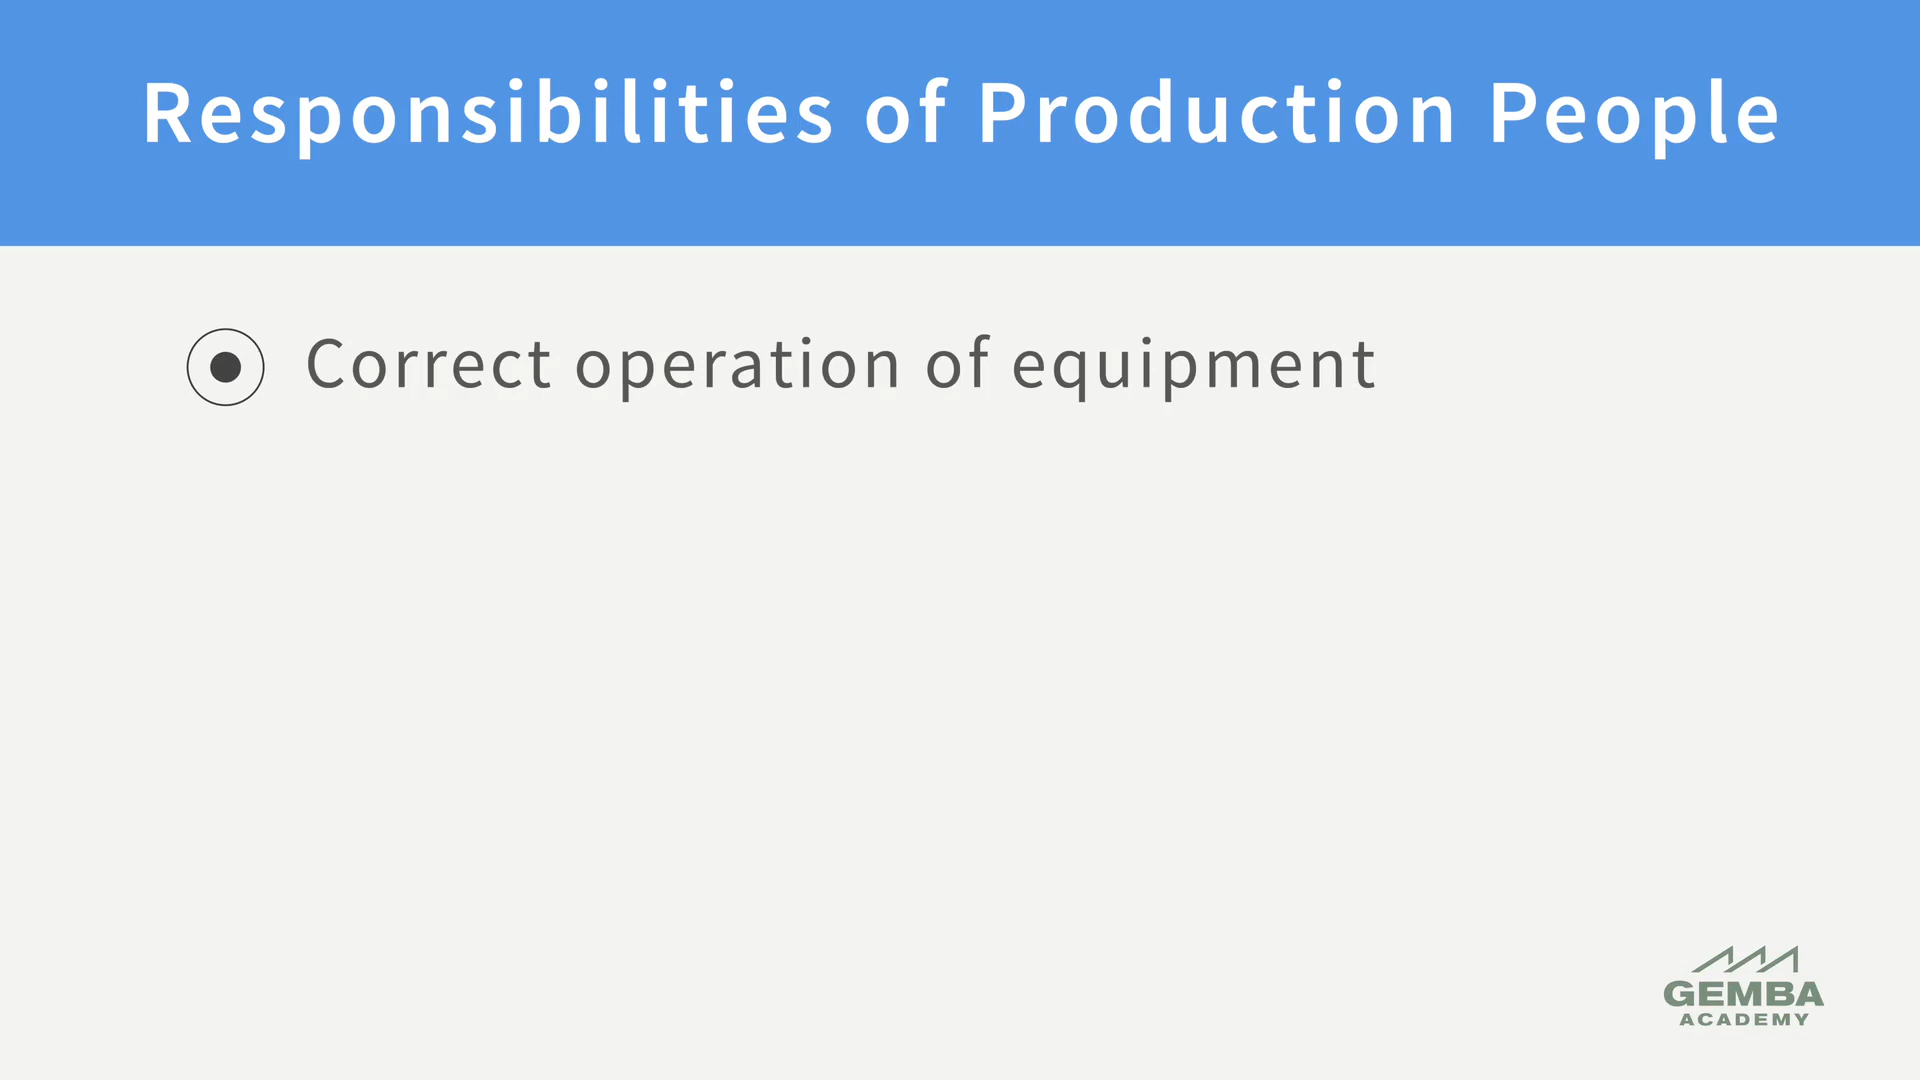 Responsibilities of Production People
Correct operation of equipment
GEMBA
ACADEMY